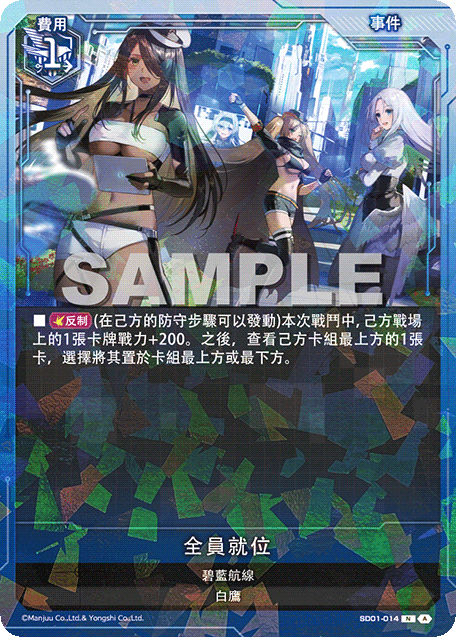 費用
事件
1
SAMPLE
■ 反制 (在己方的防守步驟可以發動)本次戰鬥中, 己方戰場
上的1張卡牌戰力+200。之後，查看己方卡組最上方的1張
卡，選擇將其置於卡組最上方或最下方。
全員就位
碧藍航線
白鷹
©Manjuu Co.,Ltd.& Yongshi Co.,Ltd.
SD01-014 N A